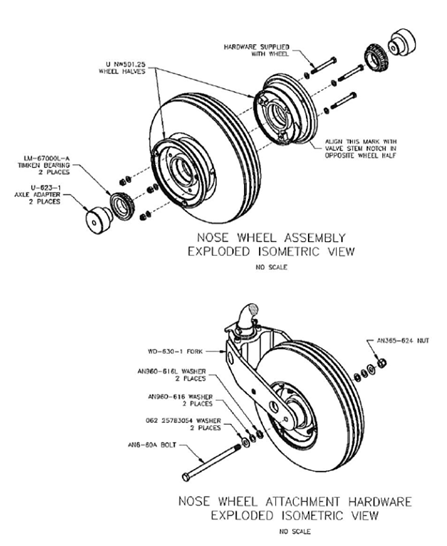 HARDWARE SUPPLIED
WITH WHEEL
U NW501.25
WHEEL HALVES
ALIGN THIS MARK WITH
VALVE STEM NOTCH IN
OPPOSITE WHEEL HALF
LM-67000L-A
TIMKEN BEARING
2 PLACES
U-623-1
AXLE ADAPTER
2 PLACES
NOSE WHEEL ASSEMBLY
EXPLODED ISOMETRIC VIEW
NO SCALE
AN365-624 NUT
WD-630-1 FORK
AN960-616L WASHER
2 PLACES
AN960-616 WASHER
2 PLACES
062 25783054 WASHER
2 PLACES
AN6-60A BOLT
NOSE WHEEL ATTACHMENT HARDWARE
EXPLODED ISOMETRIC VIEW
NO SCALE